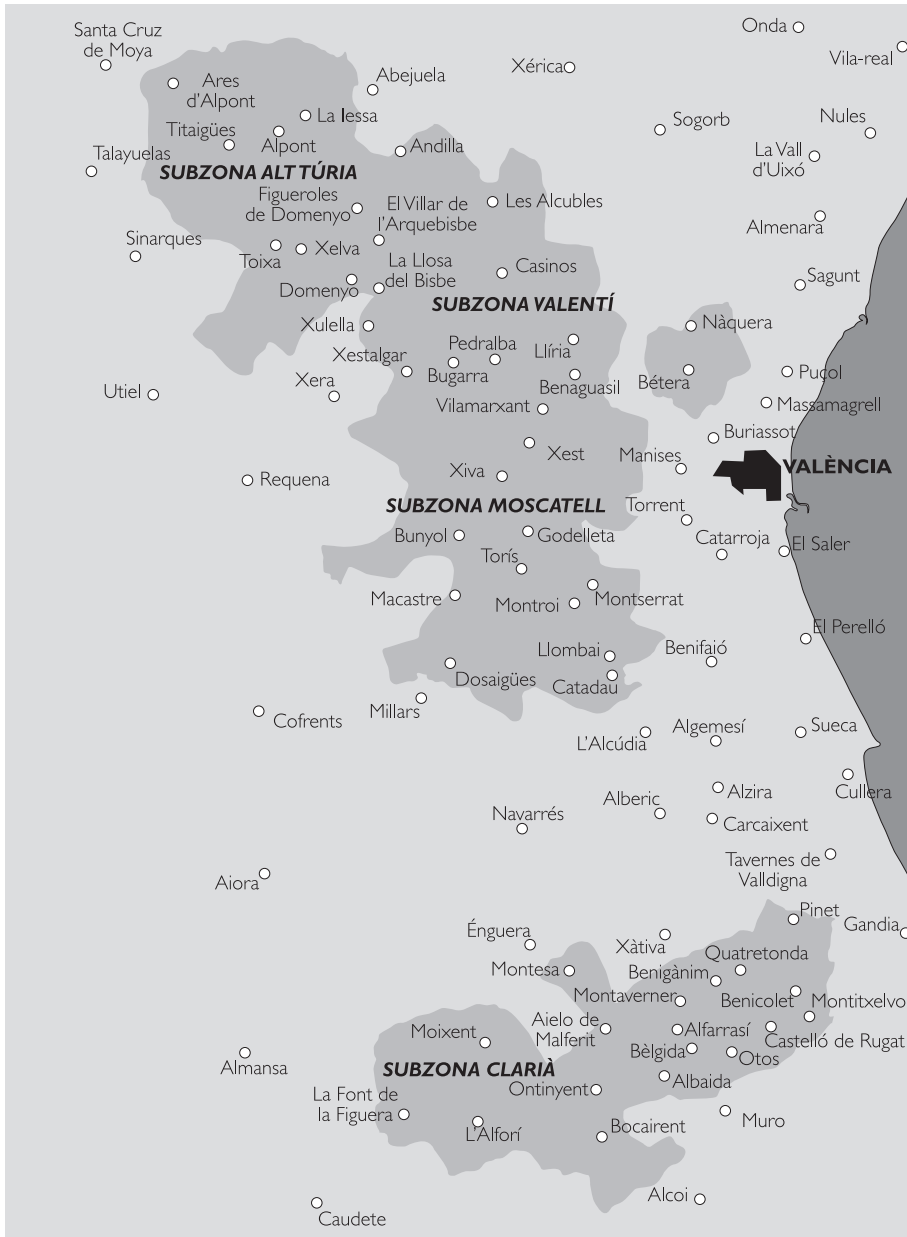 Santa Cruz
de Moya
Onda
Vila-real
Ares
d'Alpont
Abejuela
Xérica
La Iessa
Titaigües
Alpont
Sogorb
Nules
Talayuelas
Andilla
La Vall
d'Uixó
SUBZONA ALT TÚRIA
Figueroles
de Domenyo
El Villar de
l'Arquebisbe
Les Alcubles
Almenara
Sinarques
Toixa
Xelva
La Llosa
del Bisbe
Casinos
Sagunt
Domenyo
SUBZONA VALENTÍ
Xulella
Nàquera
Xestalgar
Pedralba
Llíria
Bugarra
Benaguasil
Bétera
Puçol
Utiel
Xera
Vilamarxant
Massamagrell
Buriassot
Xest
Manises
VALÈNCIA
Requena
Xiva
SUBZONA MOSCATELL
Torrent
Bunyol
Godelleta
Catarroja
El Saler
Torís
Macastre
Montroi
Montserrat
El Perelló
Llombai
Benifaió
Dosaigües
Catadau
Millars
Cofrents
L'Alcúdia
Algemesí
Sueca
Alzira
Cullera
Navarrés
Alberic
Carcaixent
Tavernes de
Valldigna
Aiora
Pinet
Gandia
Énguera
Xàtiva
Quatretonda
Montesa
Benigànim
Montaverner
Benicolet
Montitxelvo
Moixent
Aielo de
Malferit
Alfarrasí
Castelló de Rugat
Bèlgida
Otos
Almansa
SUBZONA CLARIÀ
Ontinyent
Albaida
La Font de
la Figuera
L'Alforí
Bocairent
Muro
Alcoi
Caudete